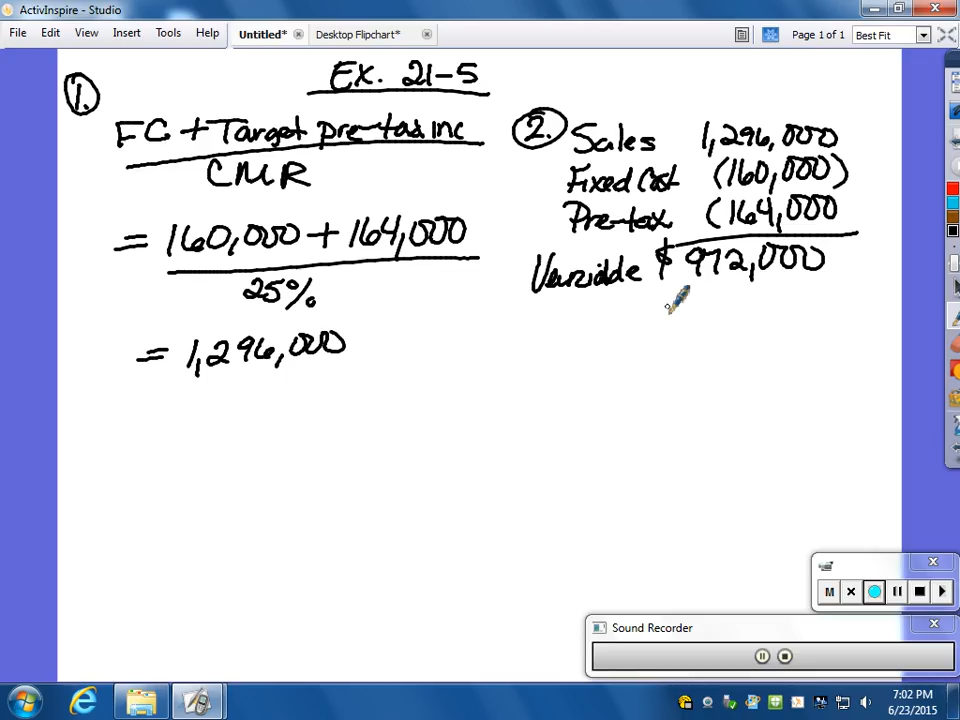 ActivInspire - Studio
File Edit View Insert Tools Help Untitled* Desktop Flipchart* Page 1 of 1 Best Fit
Ex. 21-5
1.
FC + Target pre-tax inc
CMR
= 160,000 + 164,000
25%
= 1,296,000
2. Sales 1,296,000
Fixed Cost (160,000)
Pre-tax (164,000
Variable $ 972,000
M
Sound Recorder
7:02 PM
6/23/2015